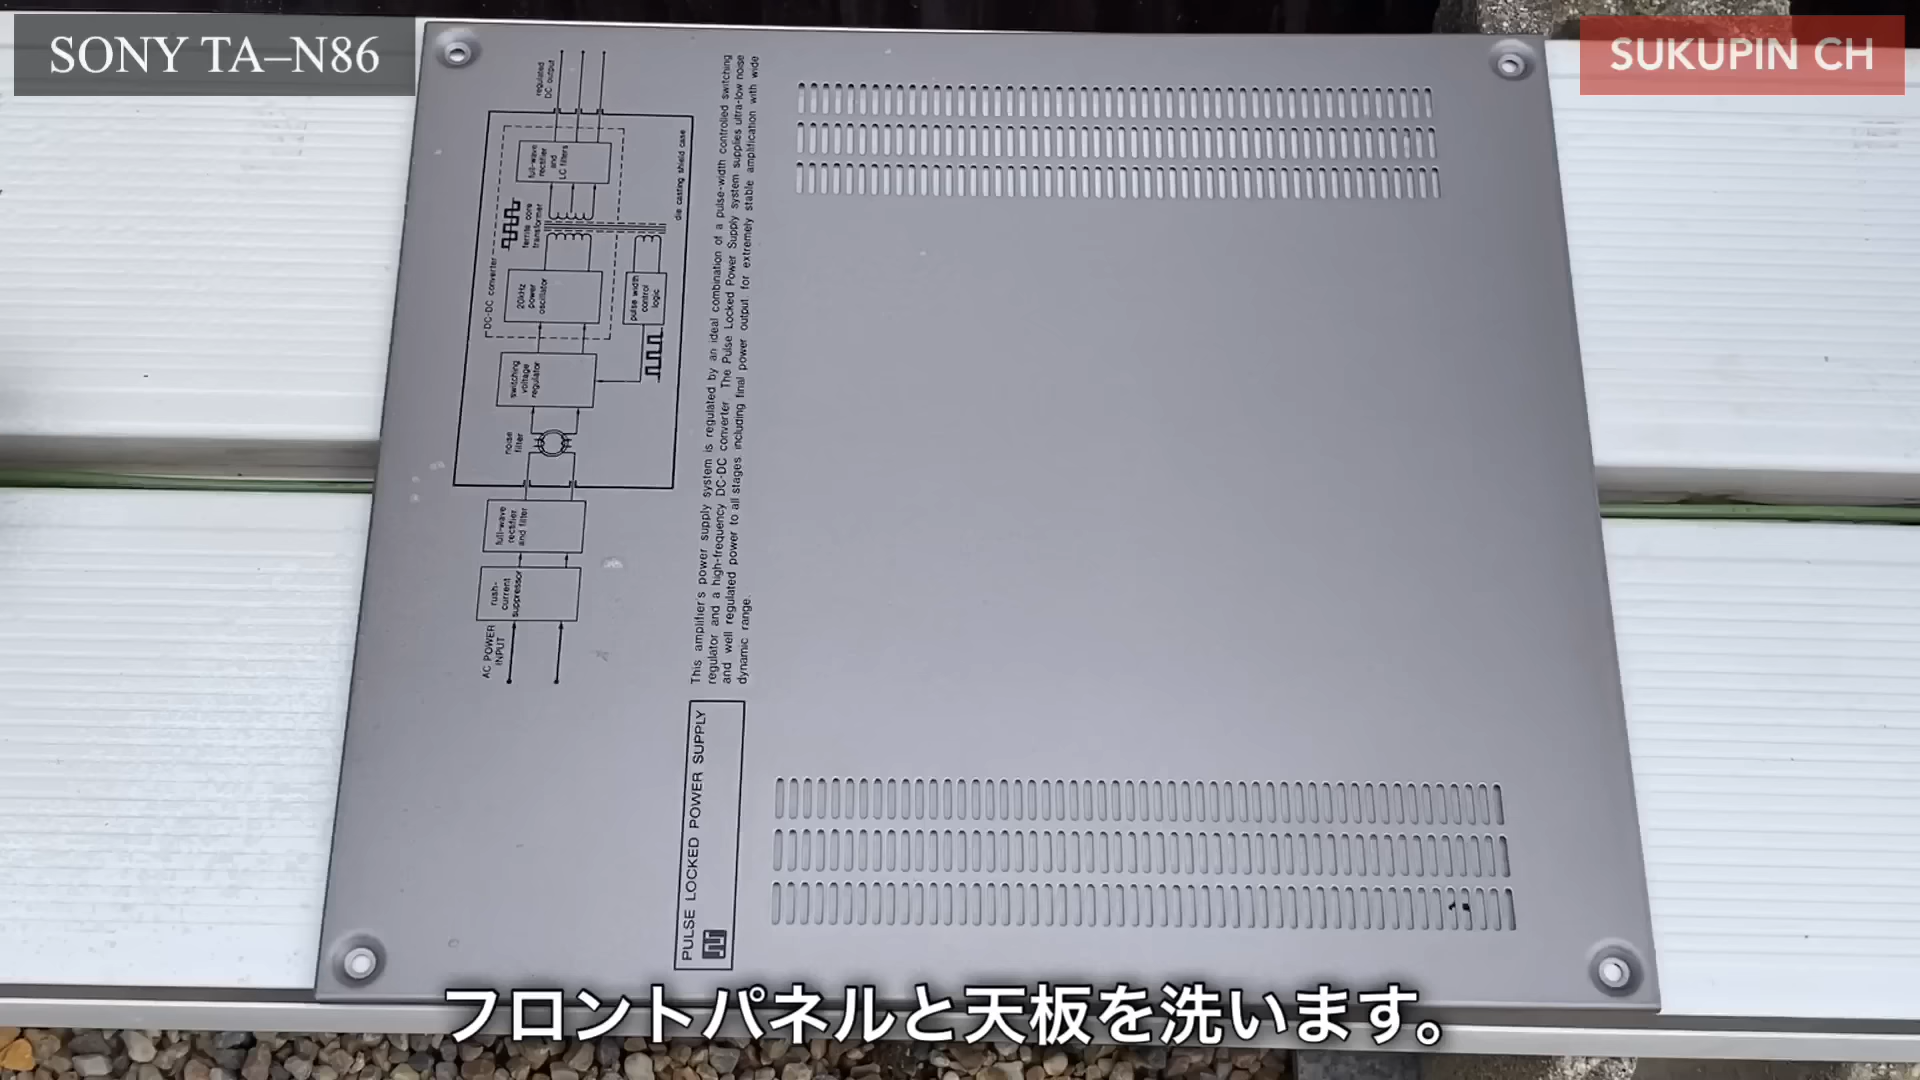 SONY TA–N86
SUKUPIN CH
regulated
DC output
full-wave
rectifier
and
LC filters
ferrite core
transformer
die casting shield case
DC-DC converter
20kHz
power
oscillator
pulse width
control
logic
switching
voltage
regulator
noise
filter
full-wave
rectifier
and filter
rush-
current
suppressor
AC POWER
INPUT
This amplifier's power supply system is regulated by an ideal combination of a pulse-width controlled switching
regulator and a high-frequency DC-DC converter. The Pulse Locked Power Supply system supplies ultra-low noise
and well regulated power to all stages, including final power output, for extremely stable amplification with wide
dynamic range.
PULSE LOCKED POWER SUPPLY
フロントパネルと天板を洗います。